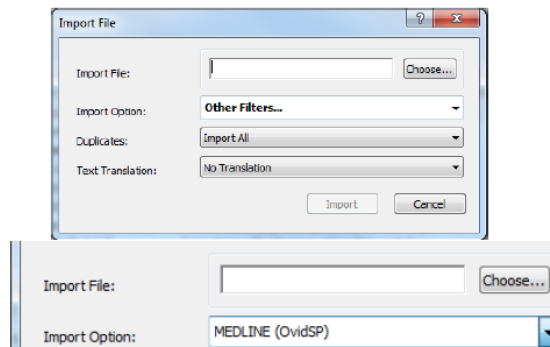 Import File
Import File:
Choose...
Import Option:
Other Filters...
Duplicates:
Import All
Text Translation:
No Translation
Import
Cancel
Import File:
Choose...
Import Option:
MEDLINE (OvidSP)